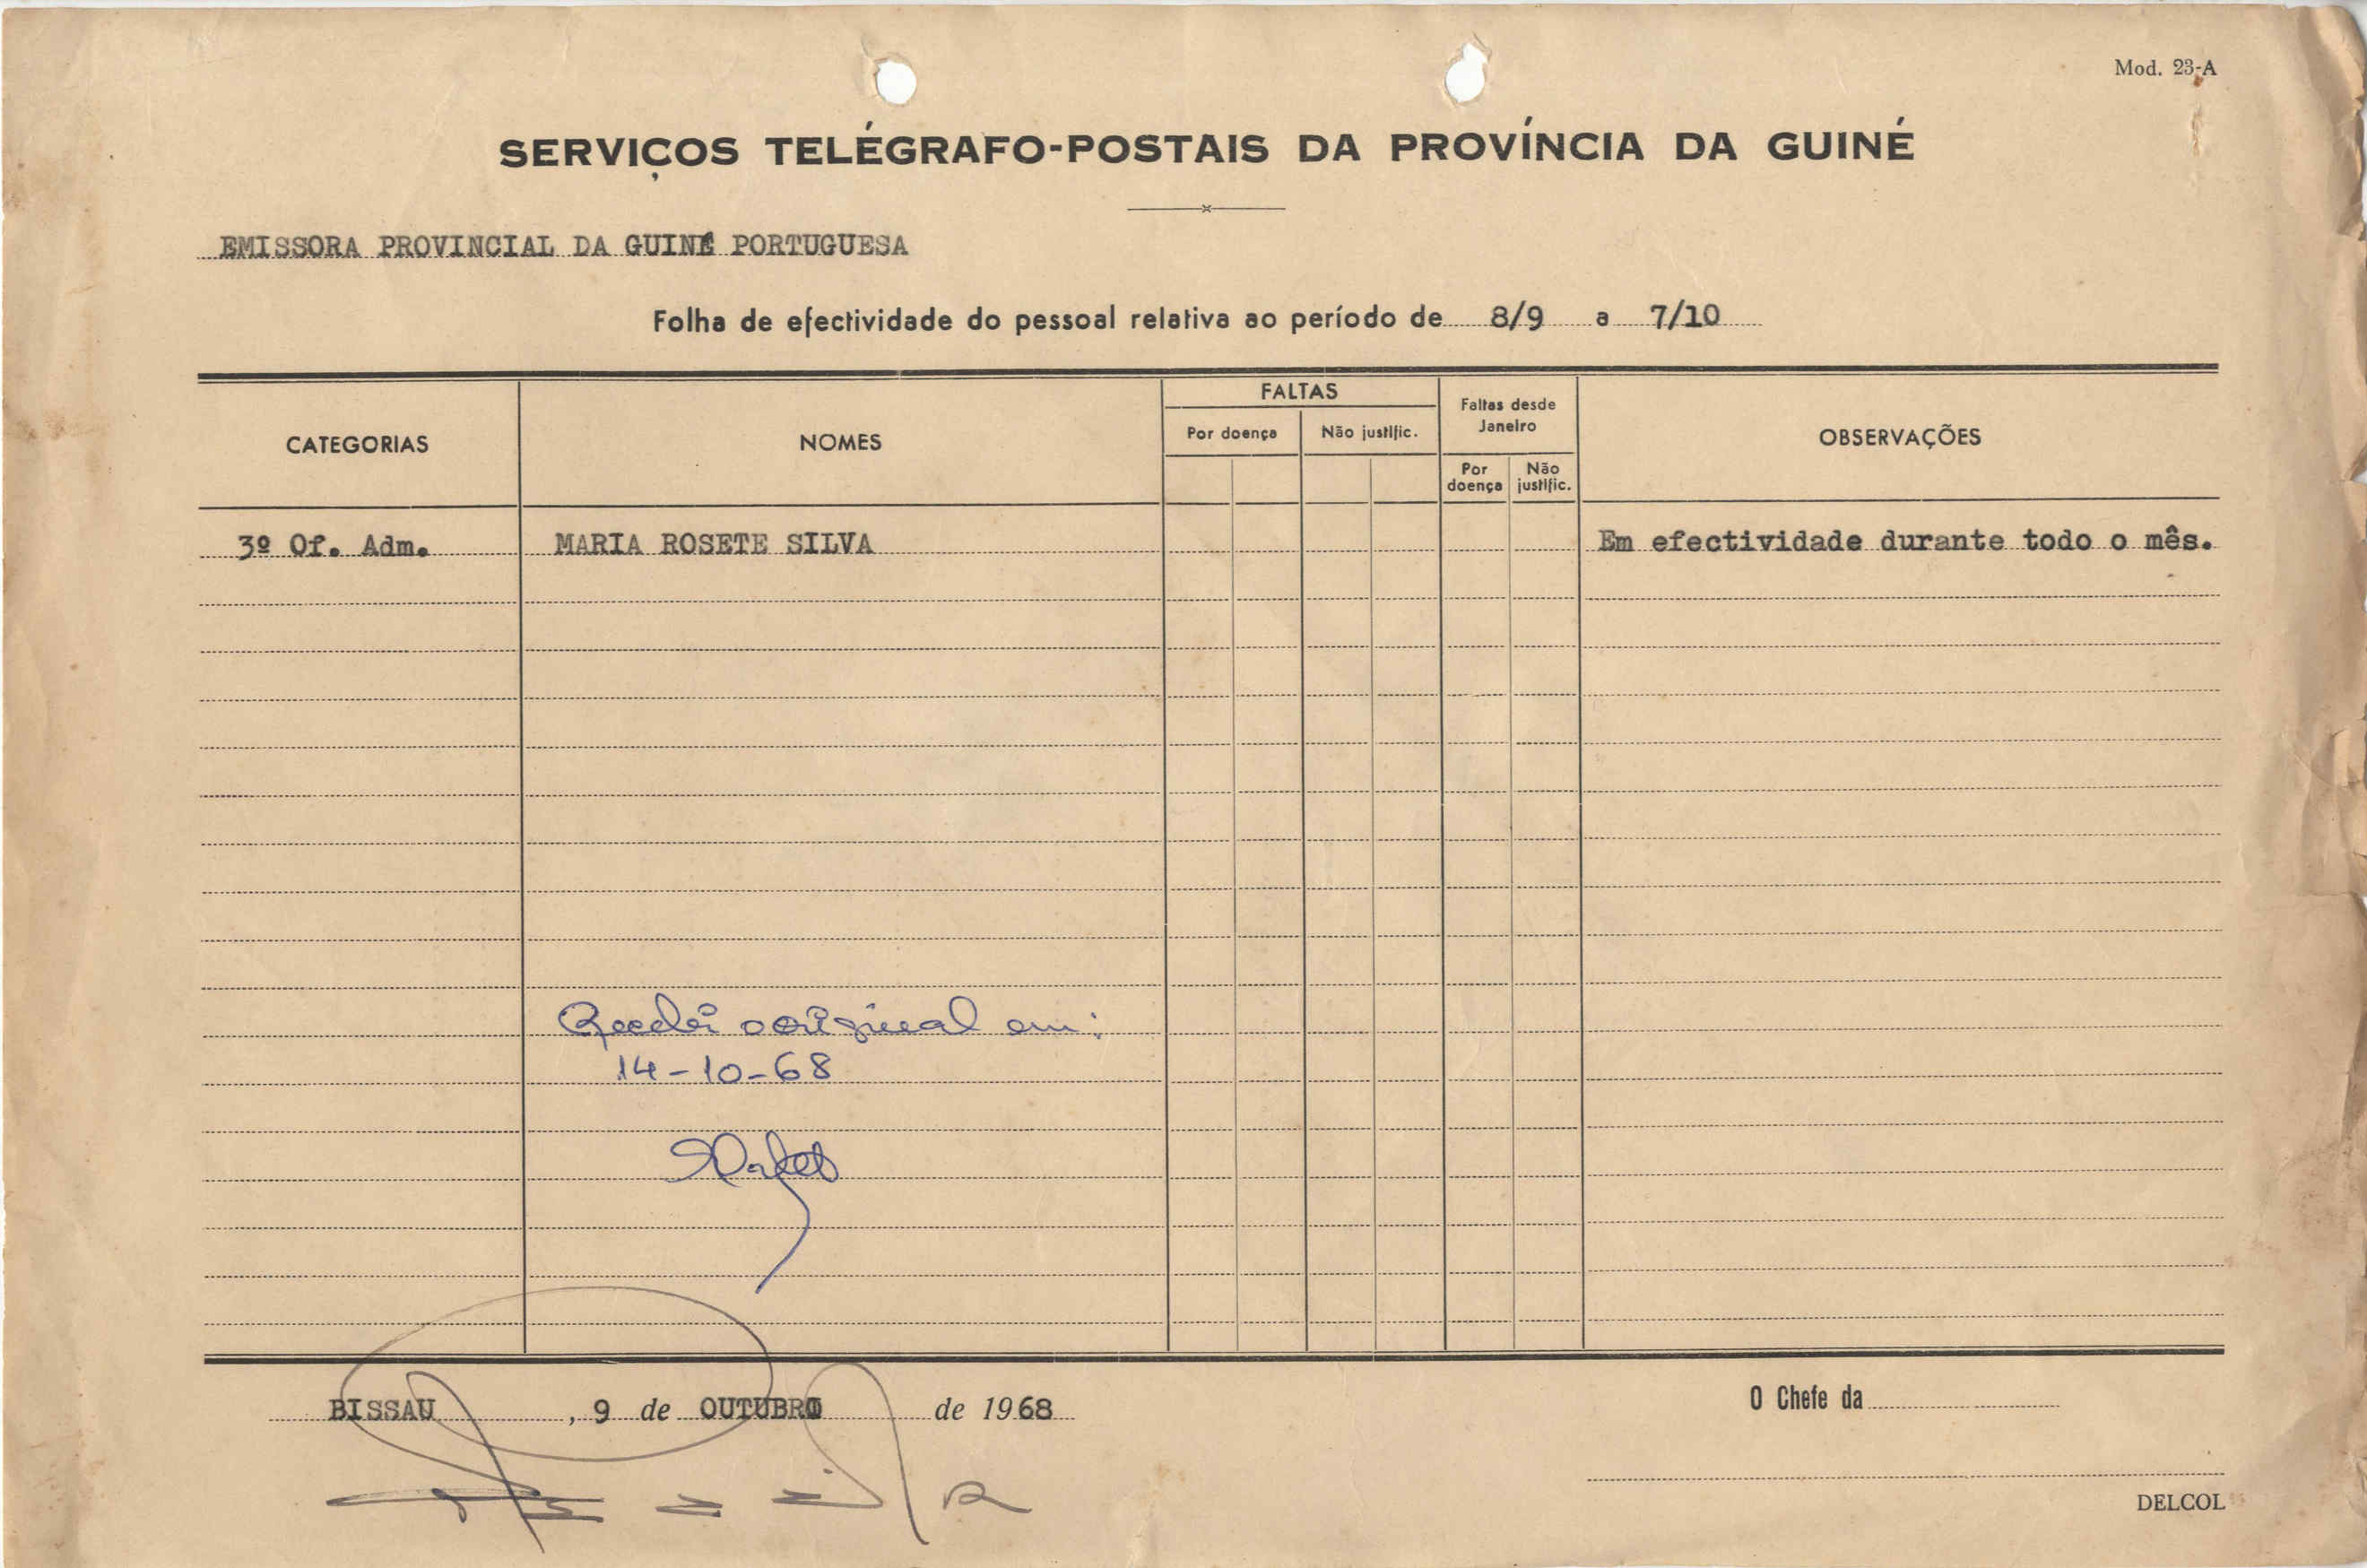 Mod. 23-A
SERVIÇOS TELÉGRAFO-POSTAIS DA PROVÍNCIA DA GUINÉ
EMISSORA PROVINCIAL DA GUINÉ PORTUGUESA
Folha de efectividade do pessoal relativa ao período de 8/9 a 7/10
CATEGORIAS
NOMES
FALTAS
Por doença
Não justific.
Faltas desde
Janeiro
Por
doença
Não
justific.
OBSERVAÇÕES
3º Of. Adm. MARIA ROSETE SILVA Em efectividade durante todo o mês.
Recebi o original em:
14-10-68
BISSAU, 9 de OUTUBRO de 1968
O Chefe da
DELCOL